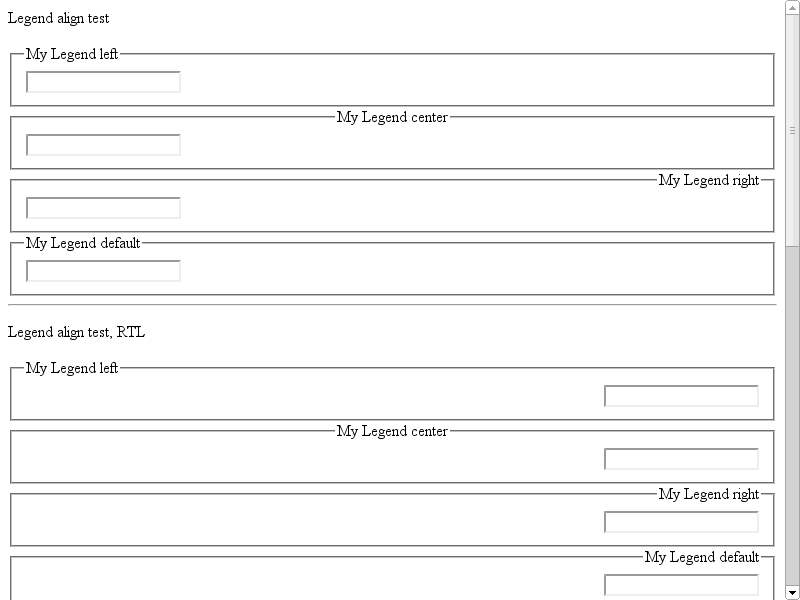 Legend align test
My Legend left
My Legend center
My Legend right
My Legend default
Legend align test, RTL
My Legend left
My Legend center
My Legend right
My Legend default